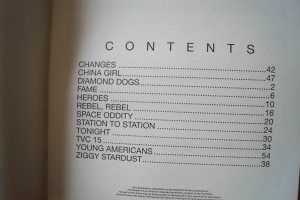 CONTENTS
CHANGES 42
CHINA GIRL 47
DIAMOND DOGS 2
FAME 6
HEROES 10
REBEL, REBEL 16
SPACE ODDITY 20
STATION TO STATION 24
TONIGHT 30
TVC 15 34
YOUNG AMERICANS 54
ZIGGY STARDUST 38